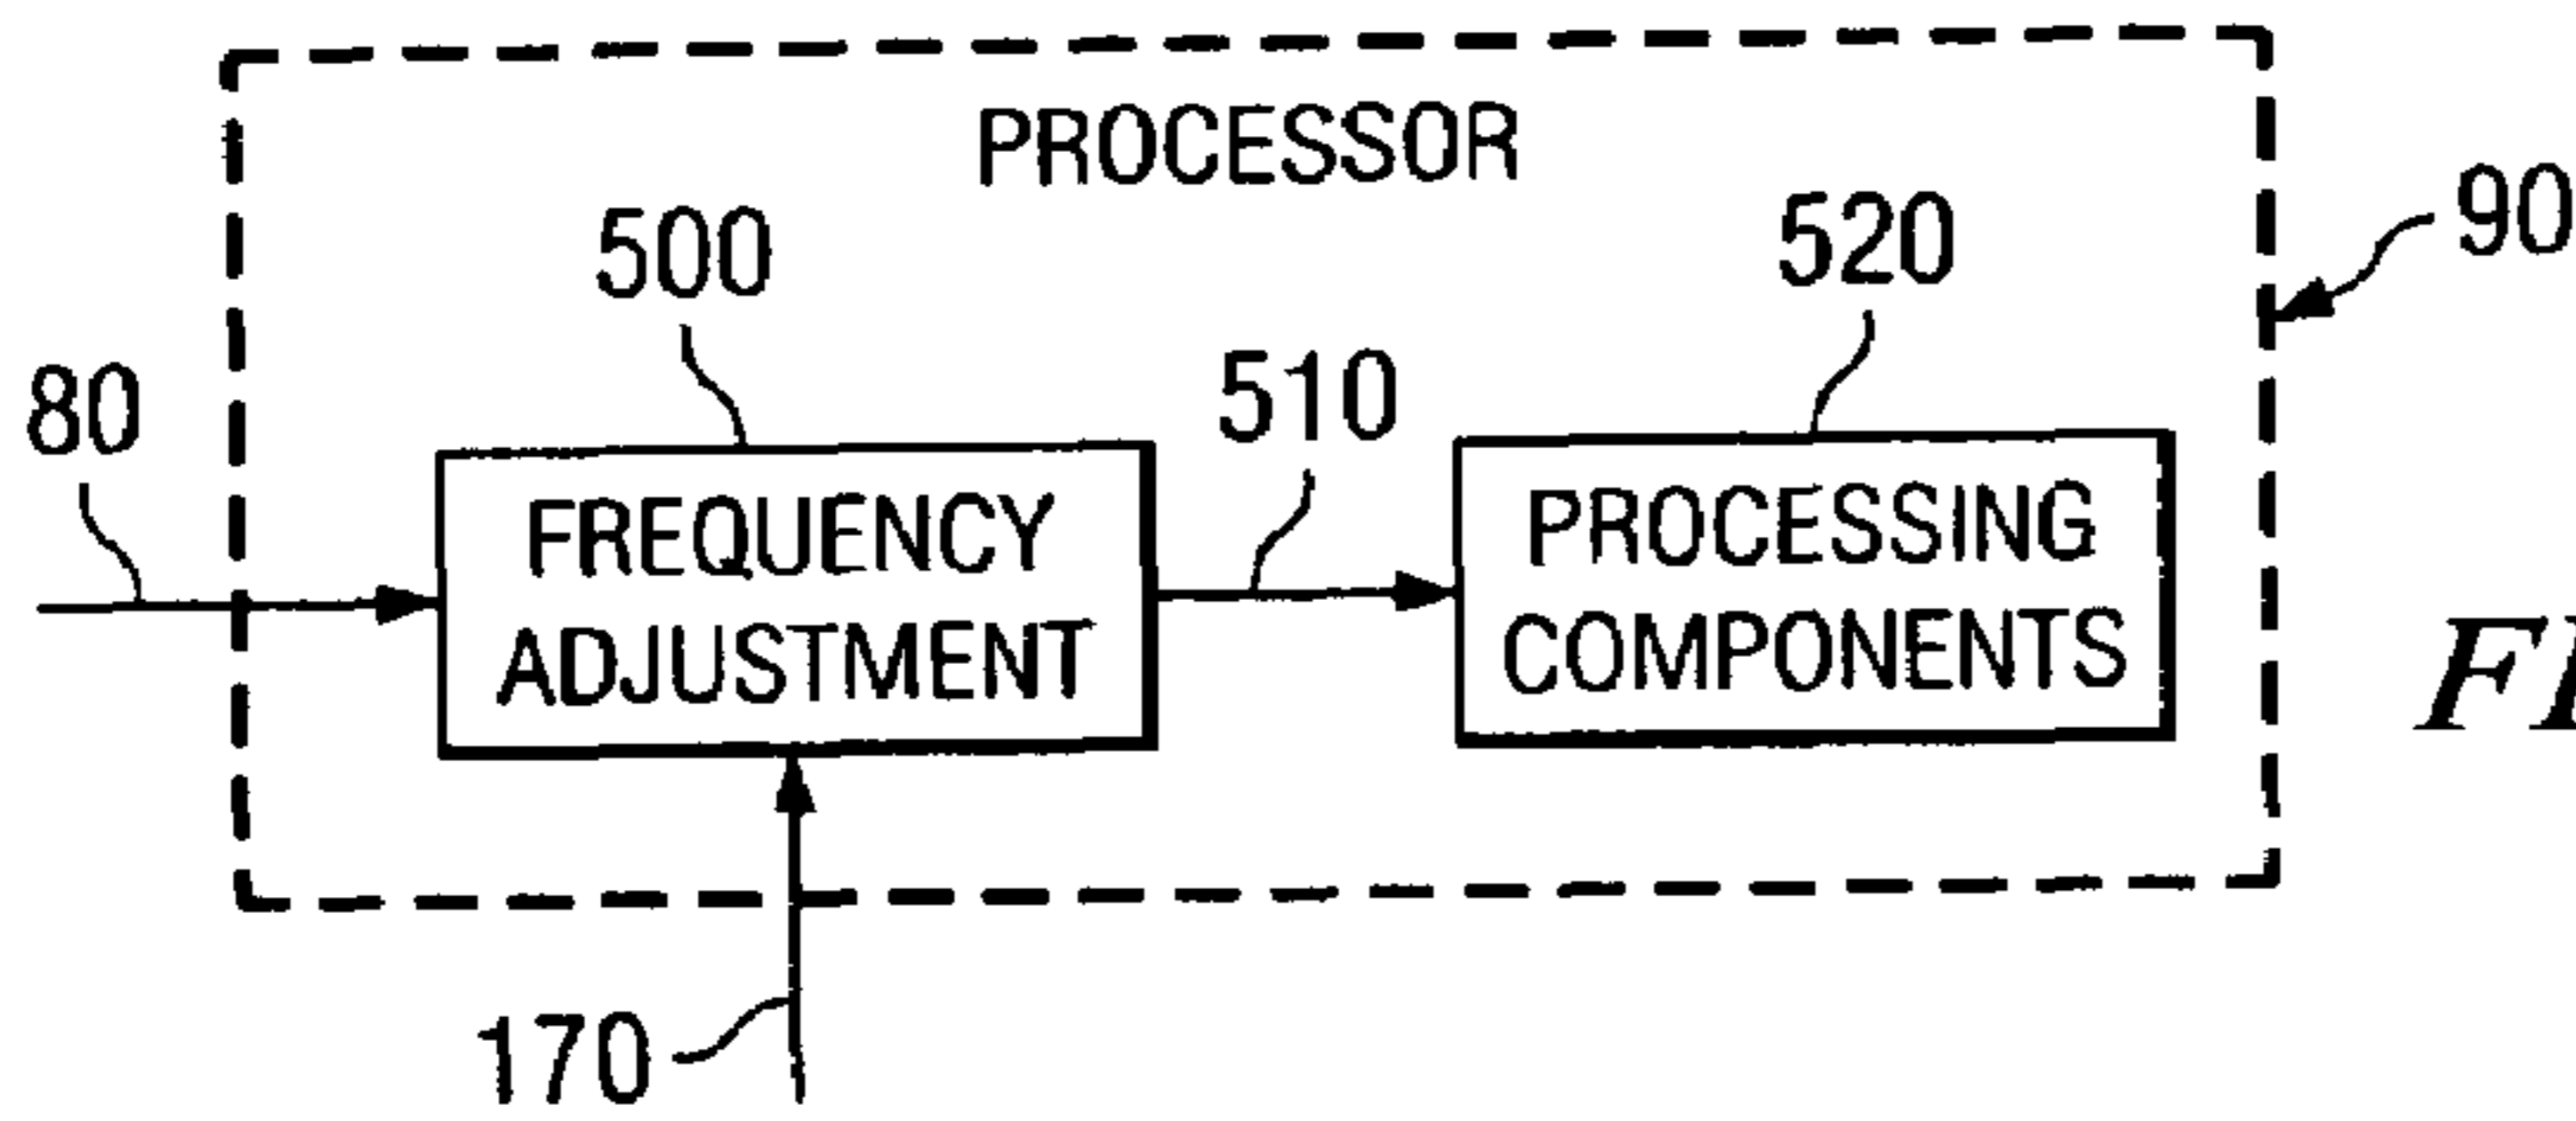 PROCESSOR
90
500
520
80
510
FREQUENCY
ADJUSTMENT
PROCESSING
COMPONENTS
170